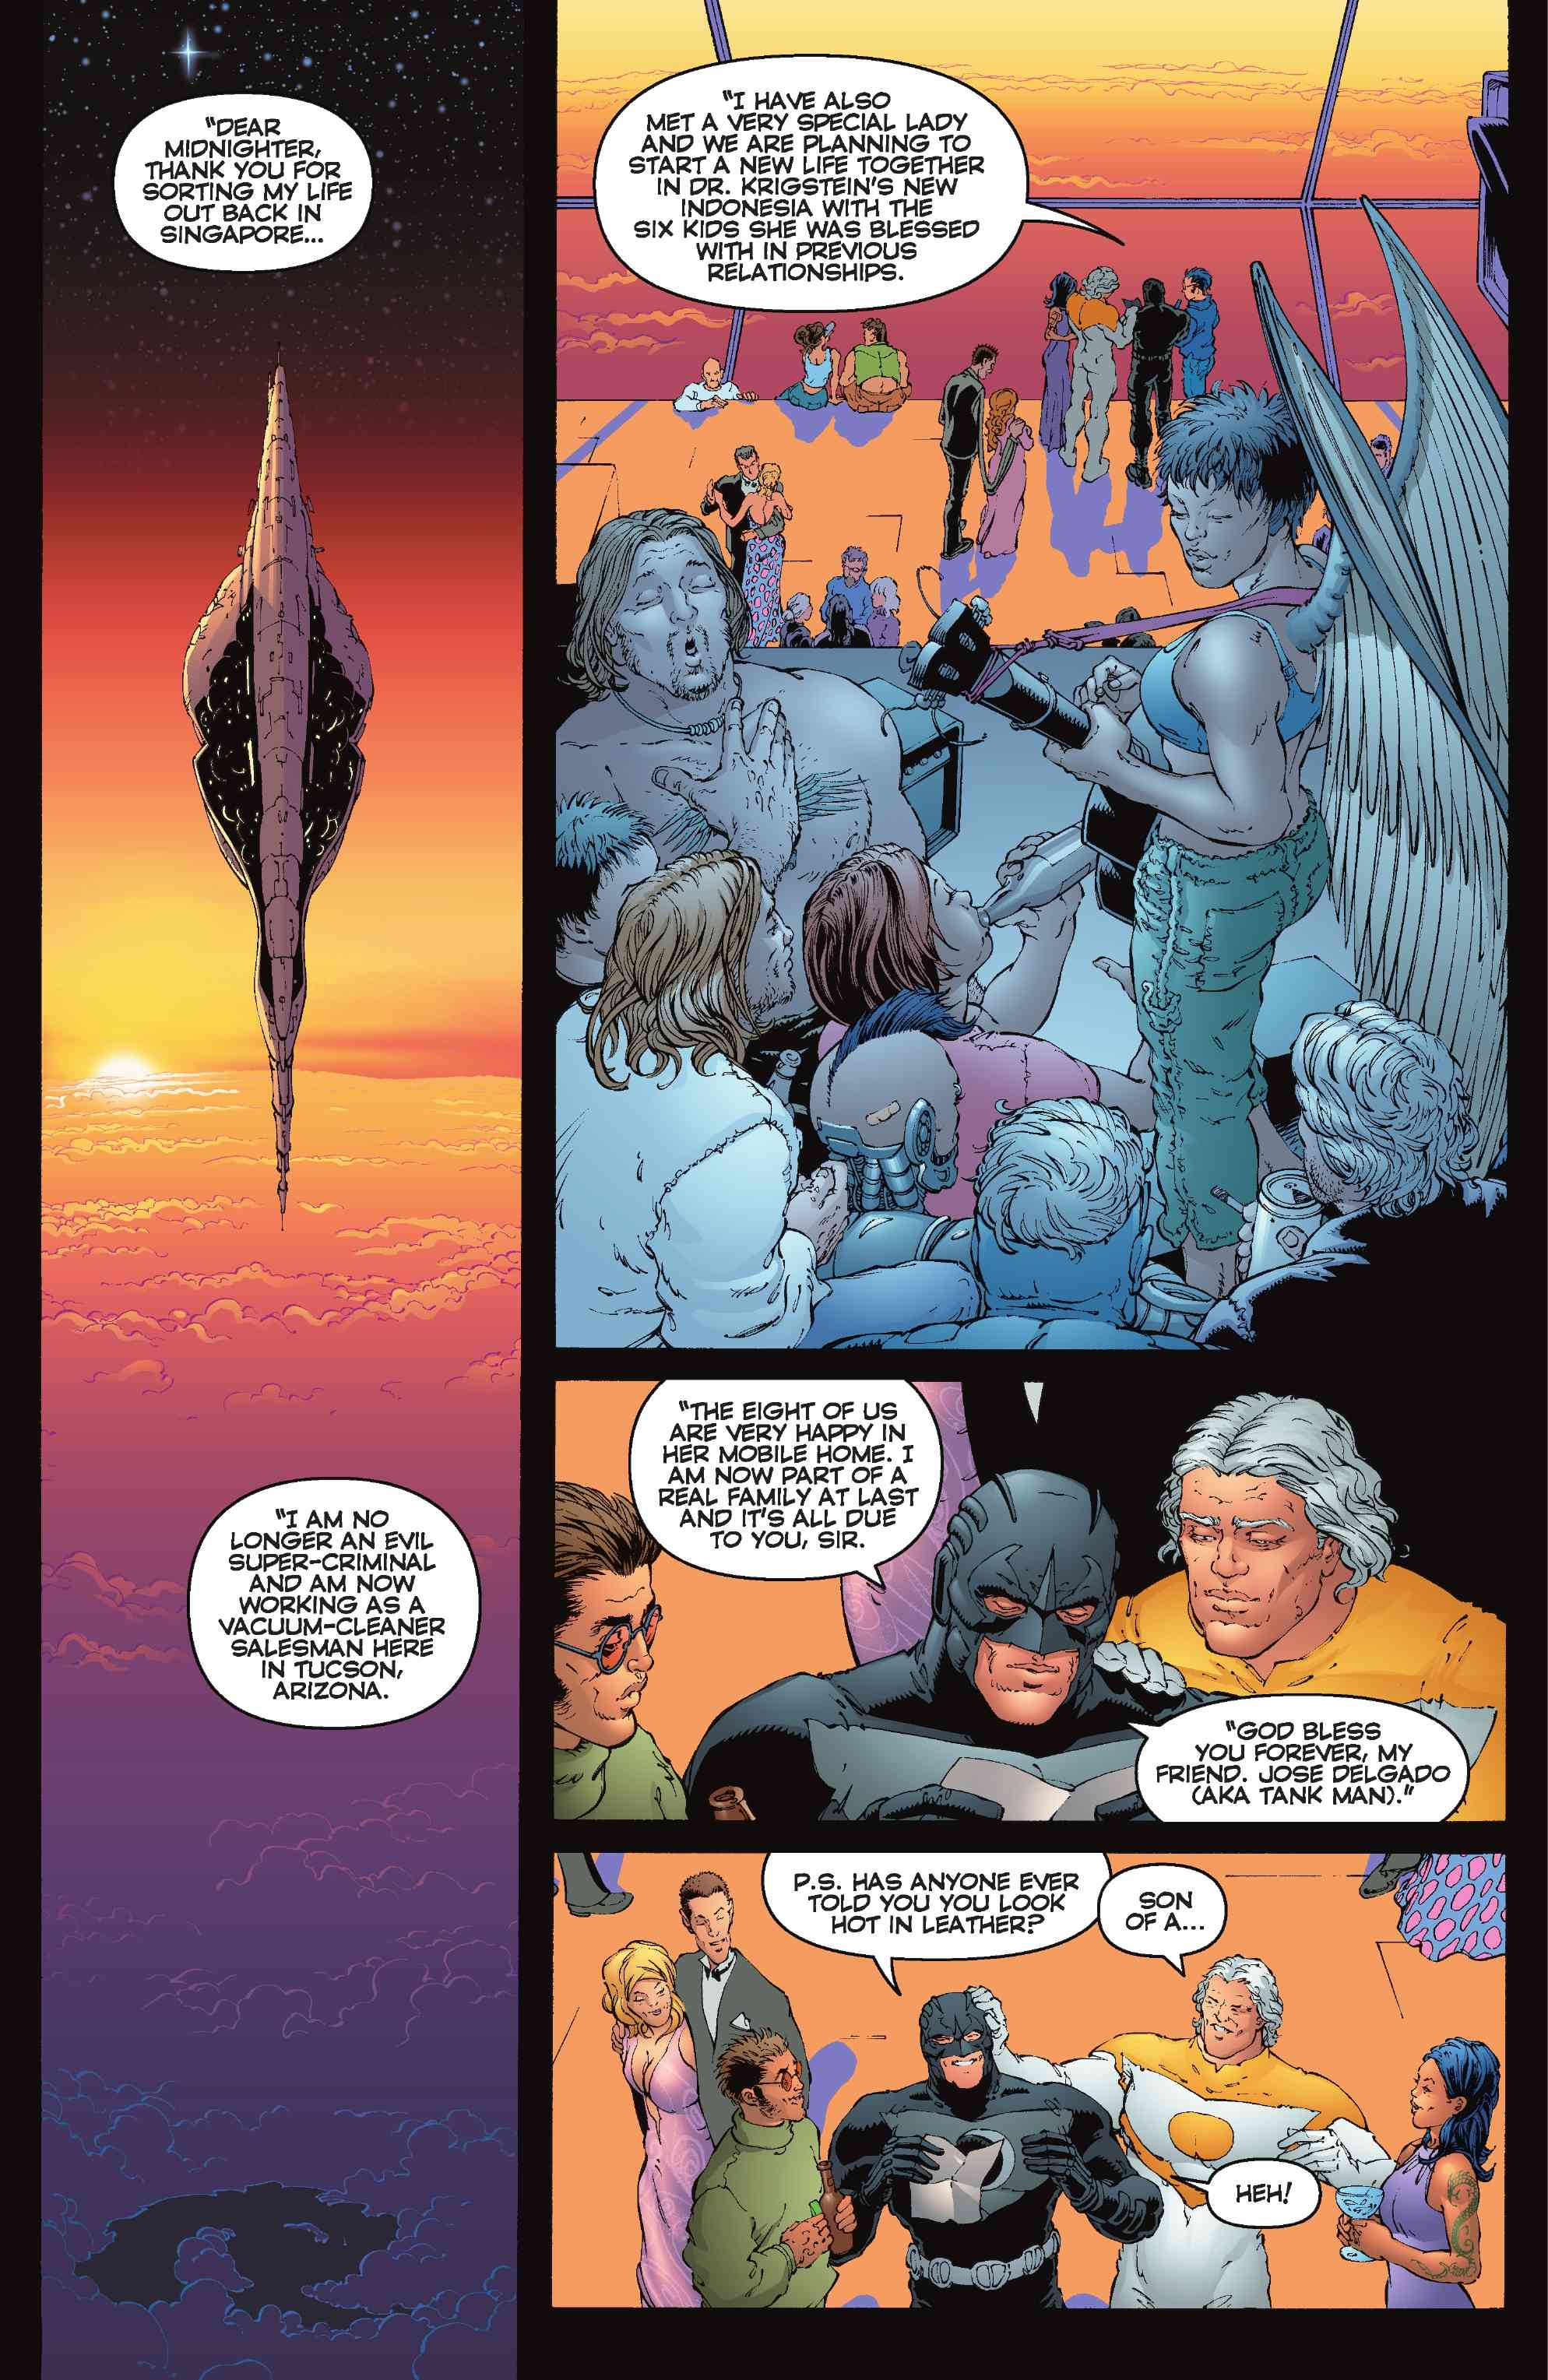 "DEAR
MIDNIGHTER,
THANK YOU FOR
SORTING MY LIFE
OUT BACK IN
SINGAPORE...
"I AM NO
LONGER AN EVIL
SUPER-CRIMINAL
AND AM NOW
WORKING AS A
VACUUM-CLEANER
SALESMAN HERE
IN TUCSON,
ARIZONA.
"I HAVE ALSO
MET A VERY SPECIAL LADY
AND WE ARE PLANNING TO
START A NEW LIFE TOGETHER
IN DR. KRIGSTEIN'S NEW
INDONESIA WITH THE
SIX KIDS SHE WAS BLESSED
WITH IN PREVIOUS
RELATIONSHIPS.
"THE EIGHT OF US
ARE VERY HAPPY IN
HER MOBILE HOME. I
AM NOW PART OF A
REAL FAMILY AT LAST
AND IT'S ALL DUE
TO YOU, SIR.
"GOD BLESS
YOU FOREVER, MY
FRIEND. JOSE DELGADO
(AKA TANK MAN)."
P.S. HAS ANYONE EVER
TOLD YOU YOU LOOK
HOT IN LEATHER?
SON
OF A...
HEH!